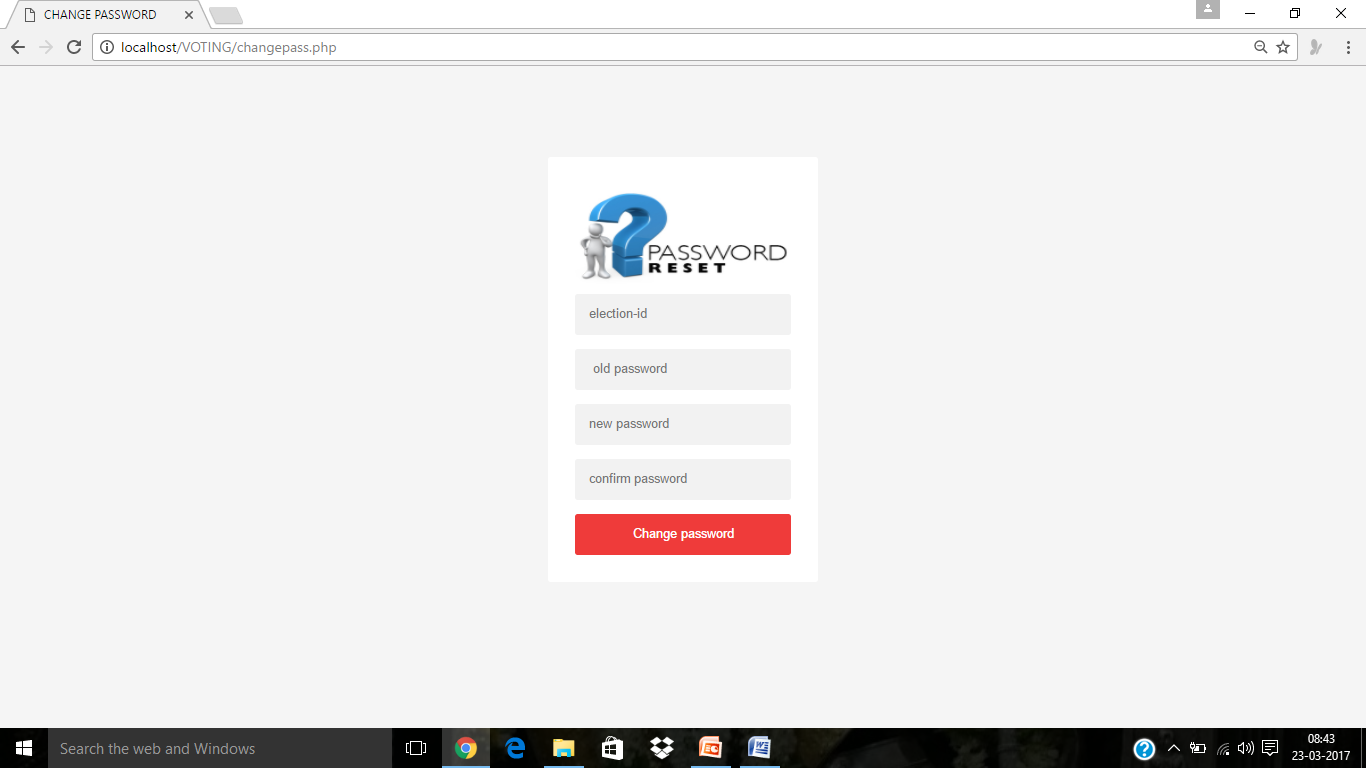 CHANGE PASSWORD
localhost/VOTING/changepass.php
PASSWORD
RESET
election-id
old password
new password
confirm password
Change password
Search the web and Windows
08:43
23-03-2017